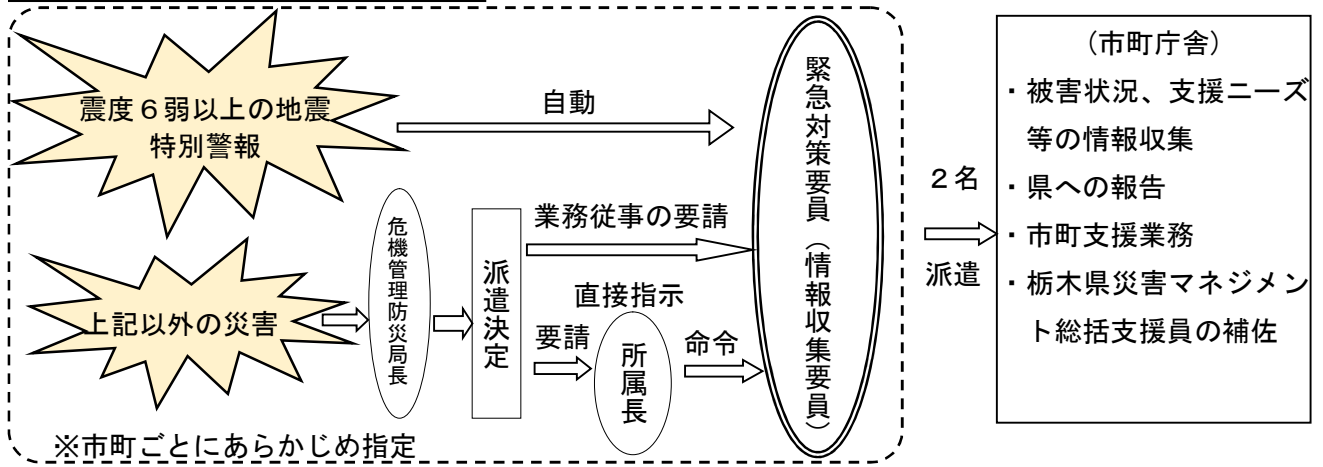 震度６弱以上の地震
特別警報
自動
緊急対策要員（情報収集要員）
上記以外の災害
危機管理防災局長
派遣決定
業務従事の要請
直接指示
要請
所属長
命令
※市町ごとにあらかじめ指定
２名
派遣
（市町庁舎）
・被害状況、支援ニーズ
等の情報収集
・県への報告
・市町支援業務
・栃木県災害マネジメン
ト総括支援員の補佐